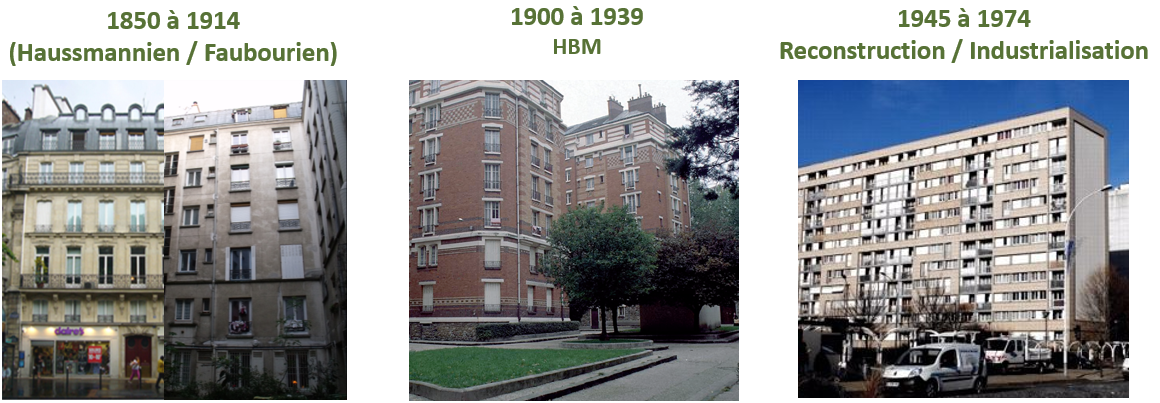 1850 à 1914
(Haussmannien / Faubourien)
1900 à 1939
HBM
1945 à 1974
Reconstruction / Industrialisation
claire's